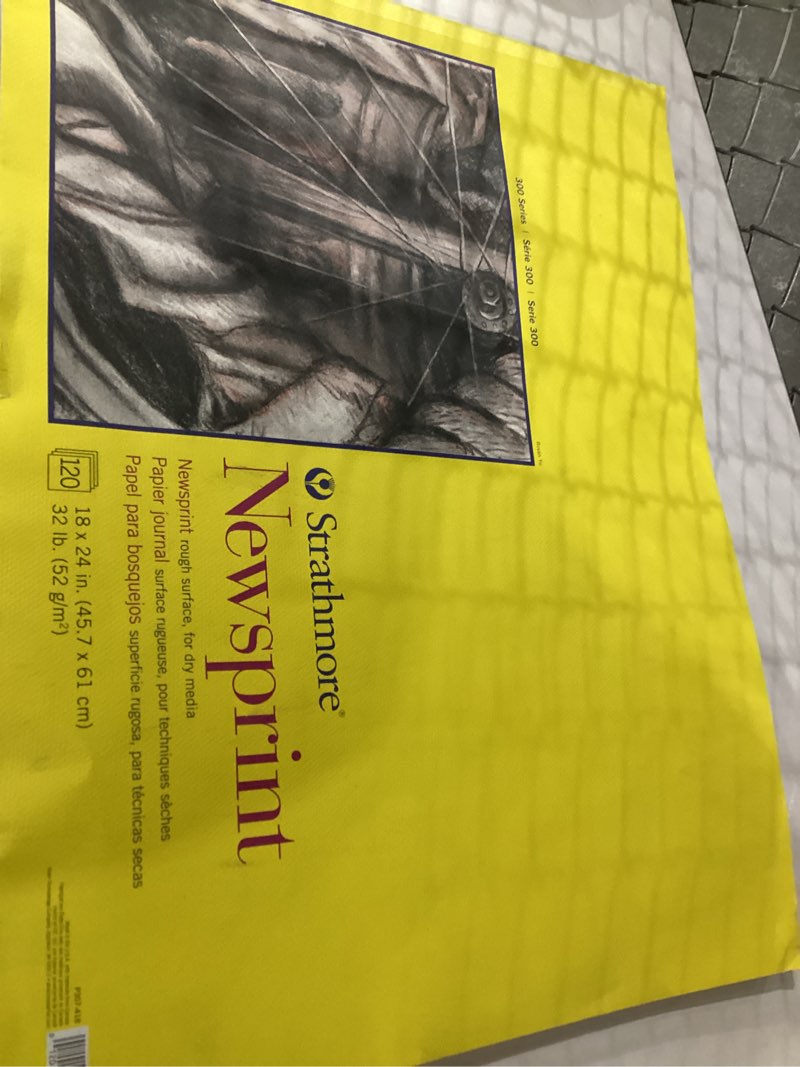 300 Series | Série 300 | Serie 300
Strathmore®
Newsprint
Newsprint rough surface, for dry media
Papier journal surface rugueuse, pour techniques sèches
Papel para bosquejos superficie rugosa, para técnicas secas
120
18 x 24 in. (45.7 x 61 cm)
32 lb. (52 g/m²)